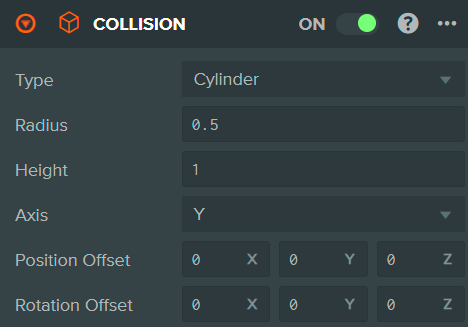 COLLISION ON ?
Type Cylinder
Radius 0.5
Height 1
Axis Y
Position Offset 0 X 0 Y 0 Z
Rotation Offset 0 X 0 Y 0 Z